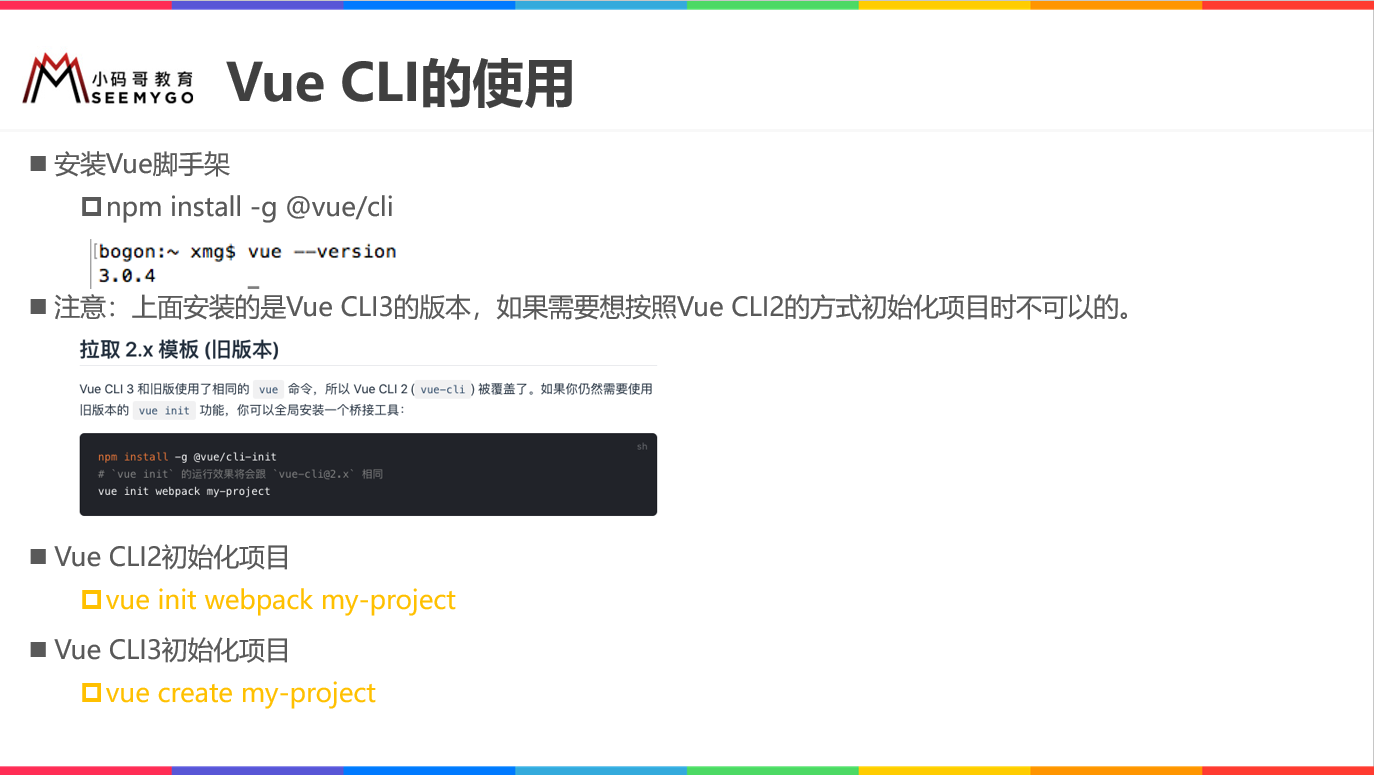 小码哥教育
SEEMYGO
Vue CLI的使用
安装Vue脚手架
npm install -g @vue/cli
[bogon:~ xmg$ vue --version
3.0.4
注意：上面安装的是Vue CLI3的版本，如果需要想按照Vue CLI2的方式初始化项目时不可以的。
拉取 2.x 模板 (旧版本)
Vue CLI 3 和旧版使用了相同的 vue 命令，所以 Vue CLI 2 ( vue-cli ) 被覆盖了。如果你仍然需要使用
旧版本的 vue init 功能，你可以全局安装一个桥接工具：
sh
npm install -g @vue/cli-init
# `vue init` 的运行效果将会跟 `vue-cli@2.x` 相同
vue init webpack my-project
Vue CLI2初始化项目
vue init webpack my-project
Vue CLI3初始化项目
vue create my-project